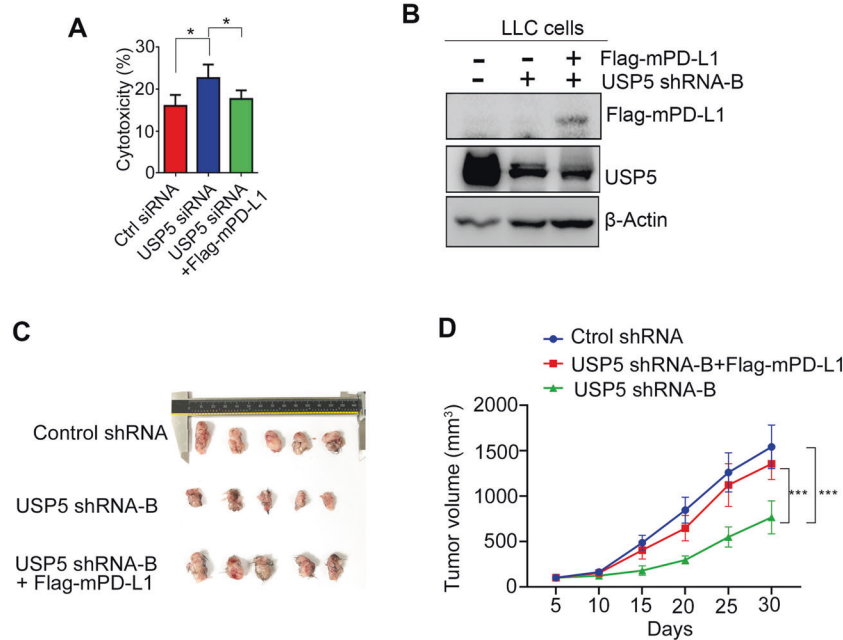 A
*
*
30
20
10
0
Cytotoxicity (%)
Ctrl siRNA
USP5 siRNA
USP5 siRNA
+Flag-mPD-L1
B
LLC cells
- - + Flag-mPD-L1
- + + USP5 shRNA-B
Flag-mPD-L1
USP5
β-Actin
C
Control shRNA
USP5 shRNA-B
USP5 shRNA-B
+ Flag-mPD-L1
D
Ctrol shRNA
USP5 shRNA-B+Flag-mPD-L1
USP5 shRNA-B
2000
1500
1000
500
0
Tumor volume (mm³)
*** ***
5 10 15 20 25 30
Days